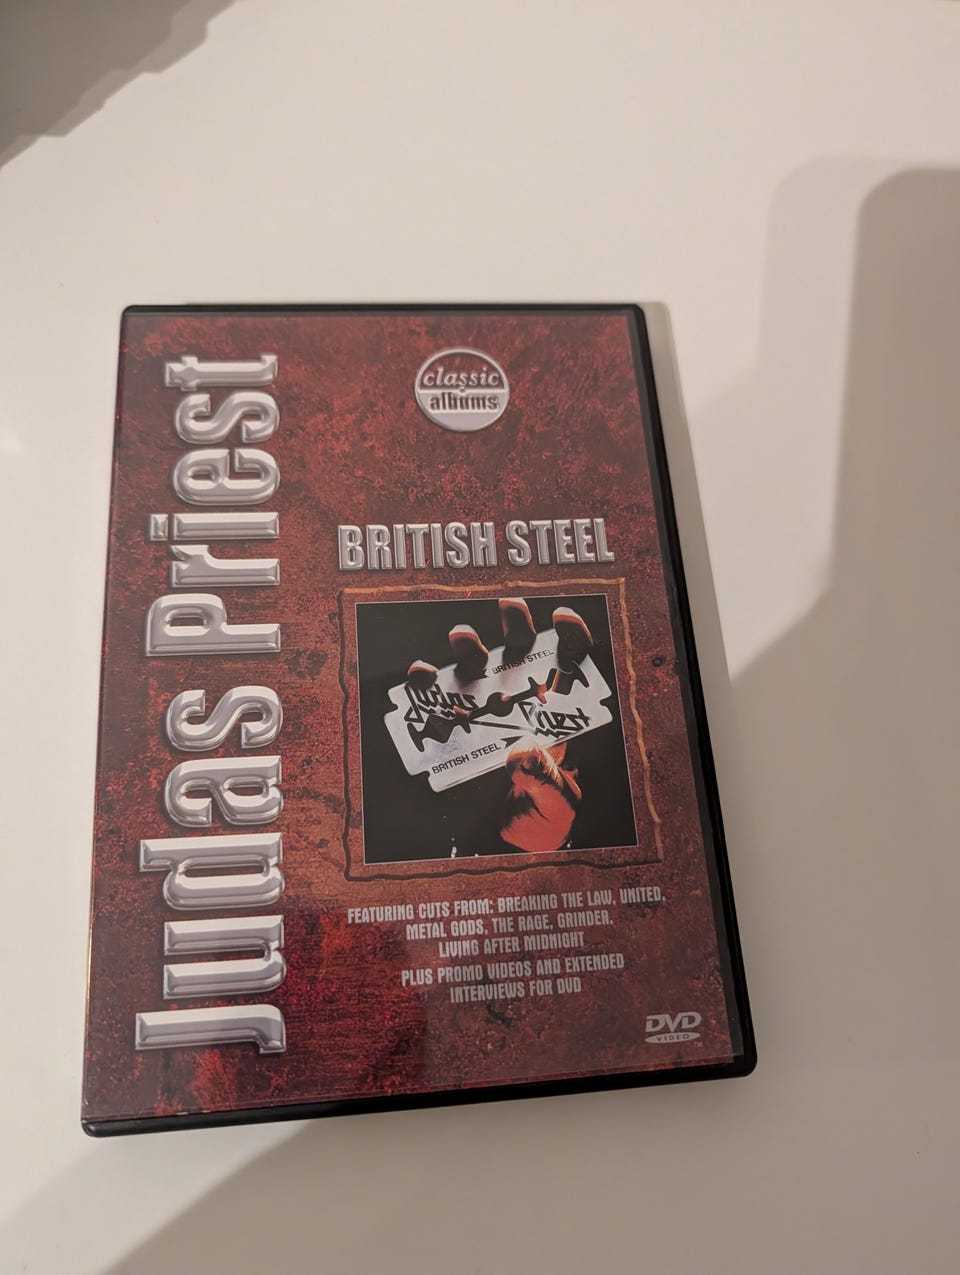 Judas Priest
classic
albums
BRITISH STEEL
BRITISH STEEL
Judas
Priest
BRITISH STEEL
FEATURING CUTS FROM: BREAKING THE LAW, UNITED,
METAL GODS, THE RAGE, GRINDER,
LIVING AFTER MIDNIGHT
PLUS PROMO VIDEOS AND EXTENDED
INTERVIEWS FOR DVD
DVD
VIDEO
TM